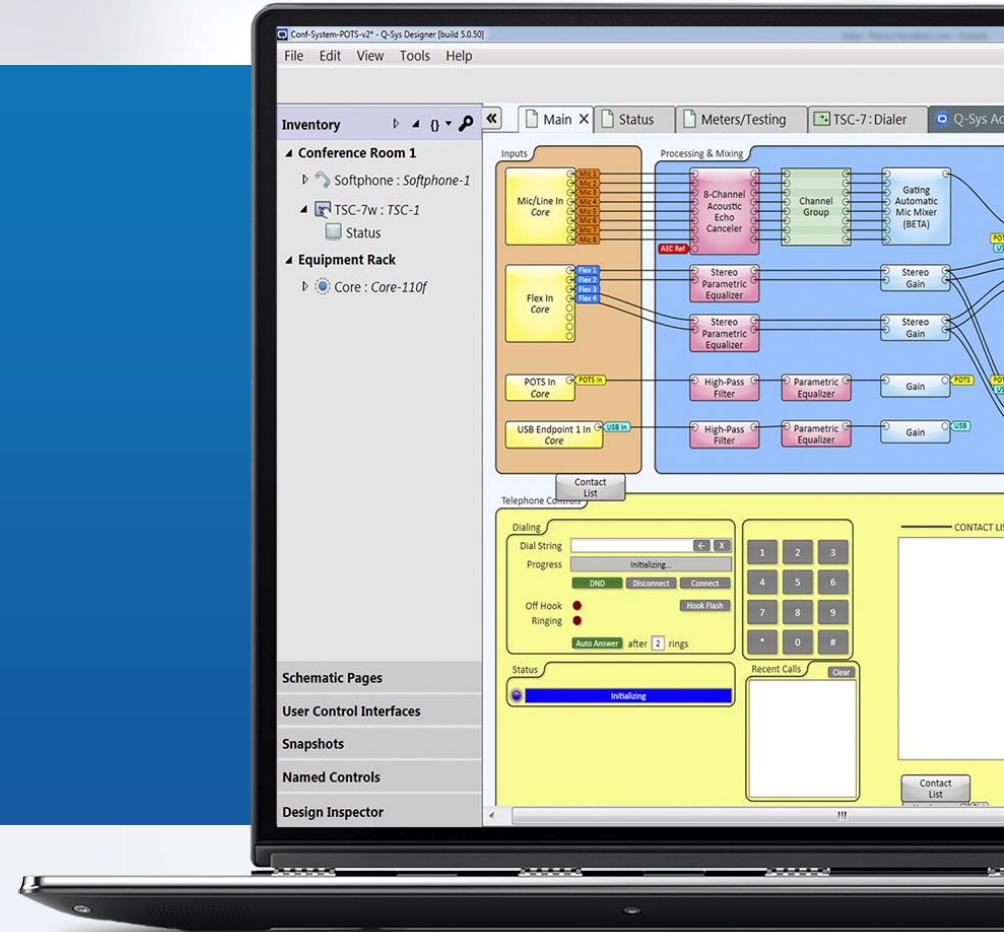 Conf-System-POTS-v2* - Q-Sys Designer [build 5.0.50]
File Edit View Tools Help
Inventory
{}
«
Main X
Status
Meters/Testing
TSC-7: Dialer
Q-Sys
Conference Room 1
Softphone : Softphone-1
TSC-7w : TSC-1
Status
Equipment Rack
Core : Core-110f
Inputs
Mic/Line In
Core
Mic 1
Mic 2
Mic 3
Mic 4
Mic 5
Mic 6
Mic 7
Mic 8
Flex In
Core
Flex 1
Flex 2
Flex 3
Flex 4
POTS In
Core
POTS In
USB Endpoint 1 In
Core
USB In
Processing & Mixing
8-Channel
Acoustic
Echo
Canceler
AEC Ref
Channel
Group
Gating
Automatic
Mic Mixer
(BETA)
Stereo
Parametric
Equalizer
Stereo
Gain
Stereo
Parametric
Equalizer
Stereo
Gain
High-Pass
Filter
Parametric
Equalizer
Gain
POTS
High-Pass
Filter
Parametric
Equalizer
Gain
USB
Contact
List
Telephone
Dialing
Dial String
X
Progress
Initializing...
DND
Disconnect
Connect
Off Hook
Hook Flash
Ringing
Auto Answer after 2 rings
1 2 3
4 5 6
7 8 9
* 0 #
Status
Initializing
Recent Calls
Clear
CONTACT
Contact
List
Schematic Pages
User Control Interfaces
Snapshots
Named Controls
Design Inspector